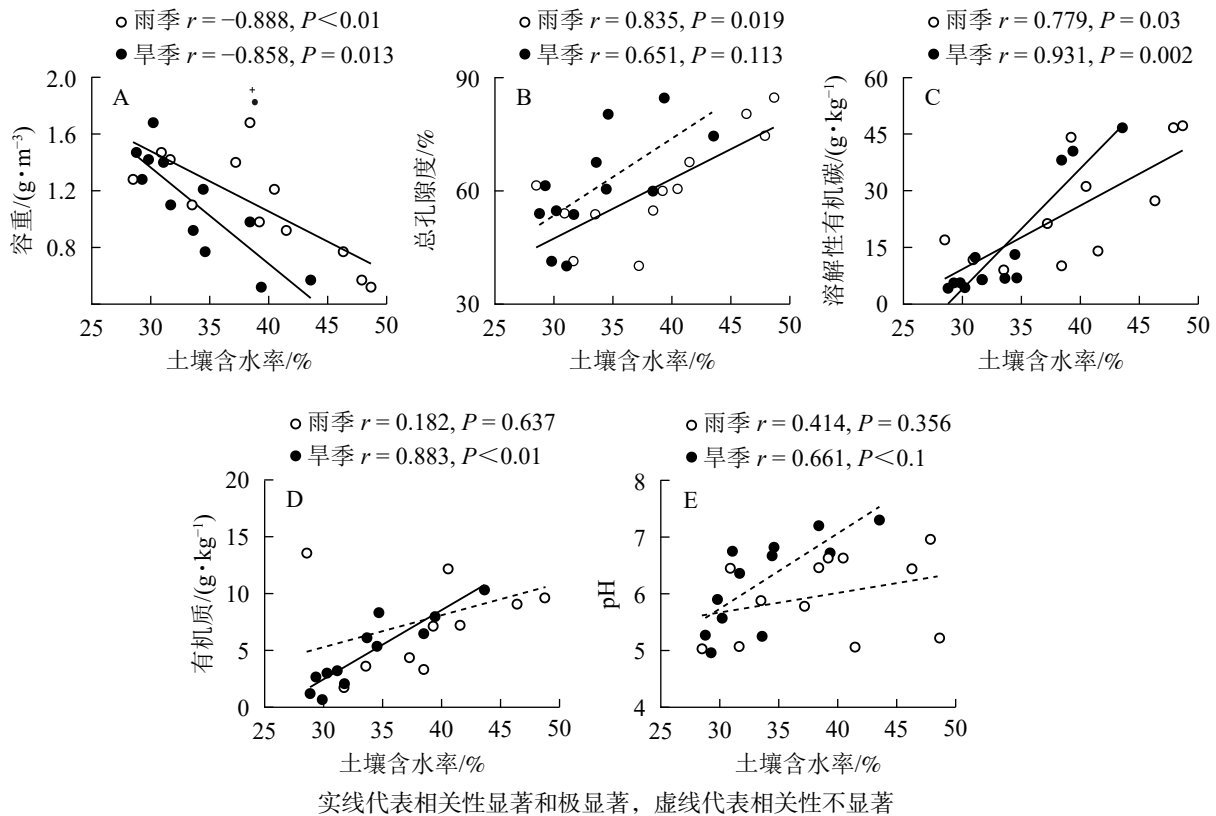 雨季 r = −0.888, P＜0.01
旱季 r = −0.858, P = 0.013
A
容重/(g·m⁻³)
2.0
1.6
1.2
0.8
25 30 35 40 45 50
土壤含水率/%
雨季 r = 0.835, P = 0.019
旱季 r = 0.651, P = 0.113
B
总孔隙度/%
90
60
30
25 30 35 40 45 50
土壤含水率/%
雨季 r = 0.779, P = 0.03
旱季 r = 0.931, P = 0.002
C
溶解性有机碳/(g·kg⁻¹)
60
45
30
15
0
25 30 35 40 45 50
土壤含水率/%
雨季 r = 0.182, P = 0.637
旱季 r = 0.883, P＜0.01
D
有机质/(g·kg⁻¹)
20
15
10
5
0
25 30 35 40 45 50
土壤含水率/%
雨季 r = 0.414, P = 0.356
旱季 r = 0.661, P＜0.1
E
pH
8
7
6
5
4
25 30 35 40 45 50
土壤含水率/%
实线代表相关性显著和极显著，虚线代表相关性不显著